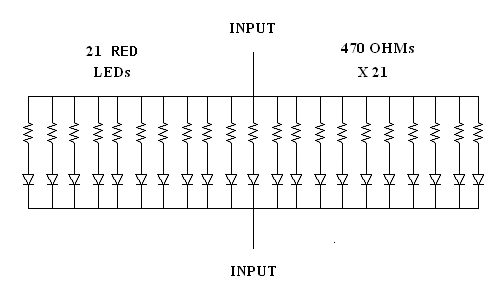 INPUT
21 RED
LEDs
470 OHMs
X 21
INPUT